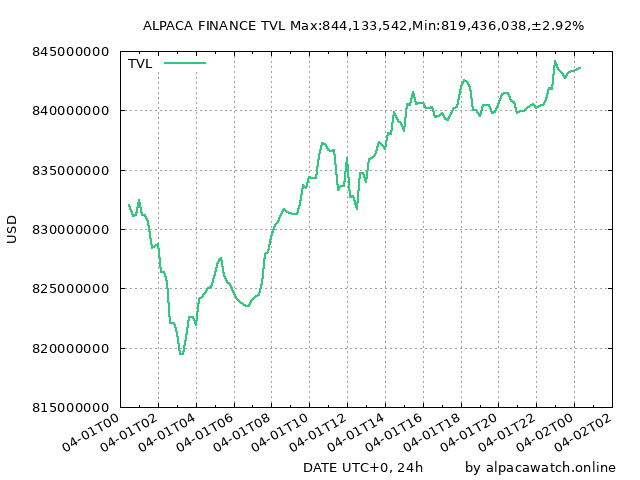 ALPACA FINANCE TVL Max:844,133,542,Min:819,436,038,±2.92%
845000000
TVL
840000000
835000000
830000000
USD
825000000
820000000
815000000
04-01T00
04-01T02
04-01T04
04-01T06
04-01T08
04-01T10
04-01T12
04-01T14
04-01T16
04-01T18
04-01T20
04-01T22
04-02T00
04-02T02
DATE UTC+0, 24h
by alpacawatch.online